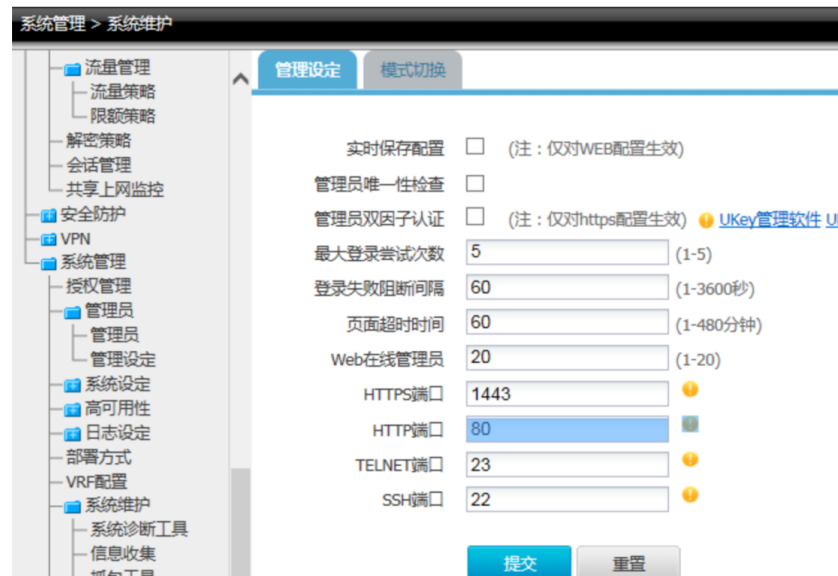 系统管理 > 系统维护
流量管理
流量策略
限额策略
解密策略
会话管理
共享上网监控
安全防护
VPN
系统管理
授权管理
管理员
管理员
管理设定
系统设定
高可用性
日志设定
部署方式
VRF配置
系统维护
系统诊断工具
信息收集
抓包工具
管理设定 模式切换
实时保存配置 (注：仅对WEB配置生效)
管理员唯一性检查
管理员双因子认证 (注：仅对https配置生效) UKey管理软件
最大登录尝试次数 5 (1-5)
登录失败阻断间隔 60 (1-3600秒)
页面超时时间 60 (1-480分钟)
Web在线管理员 20 (1-20)
HTTPS端口 1443
HTTP端口 80
TELNET端口 23
SSH端口 22
提交 重置